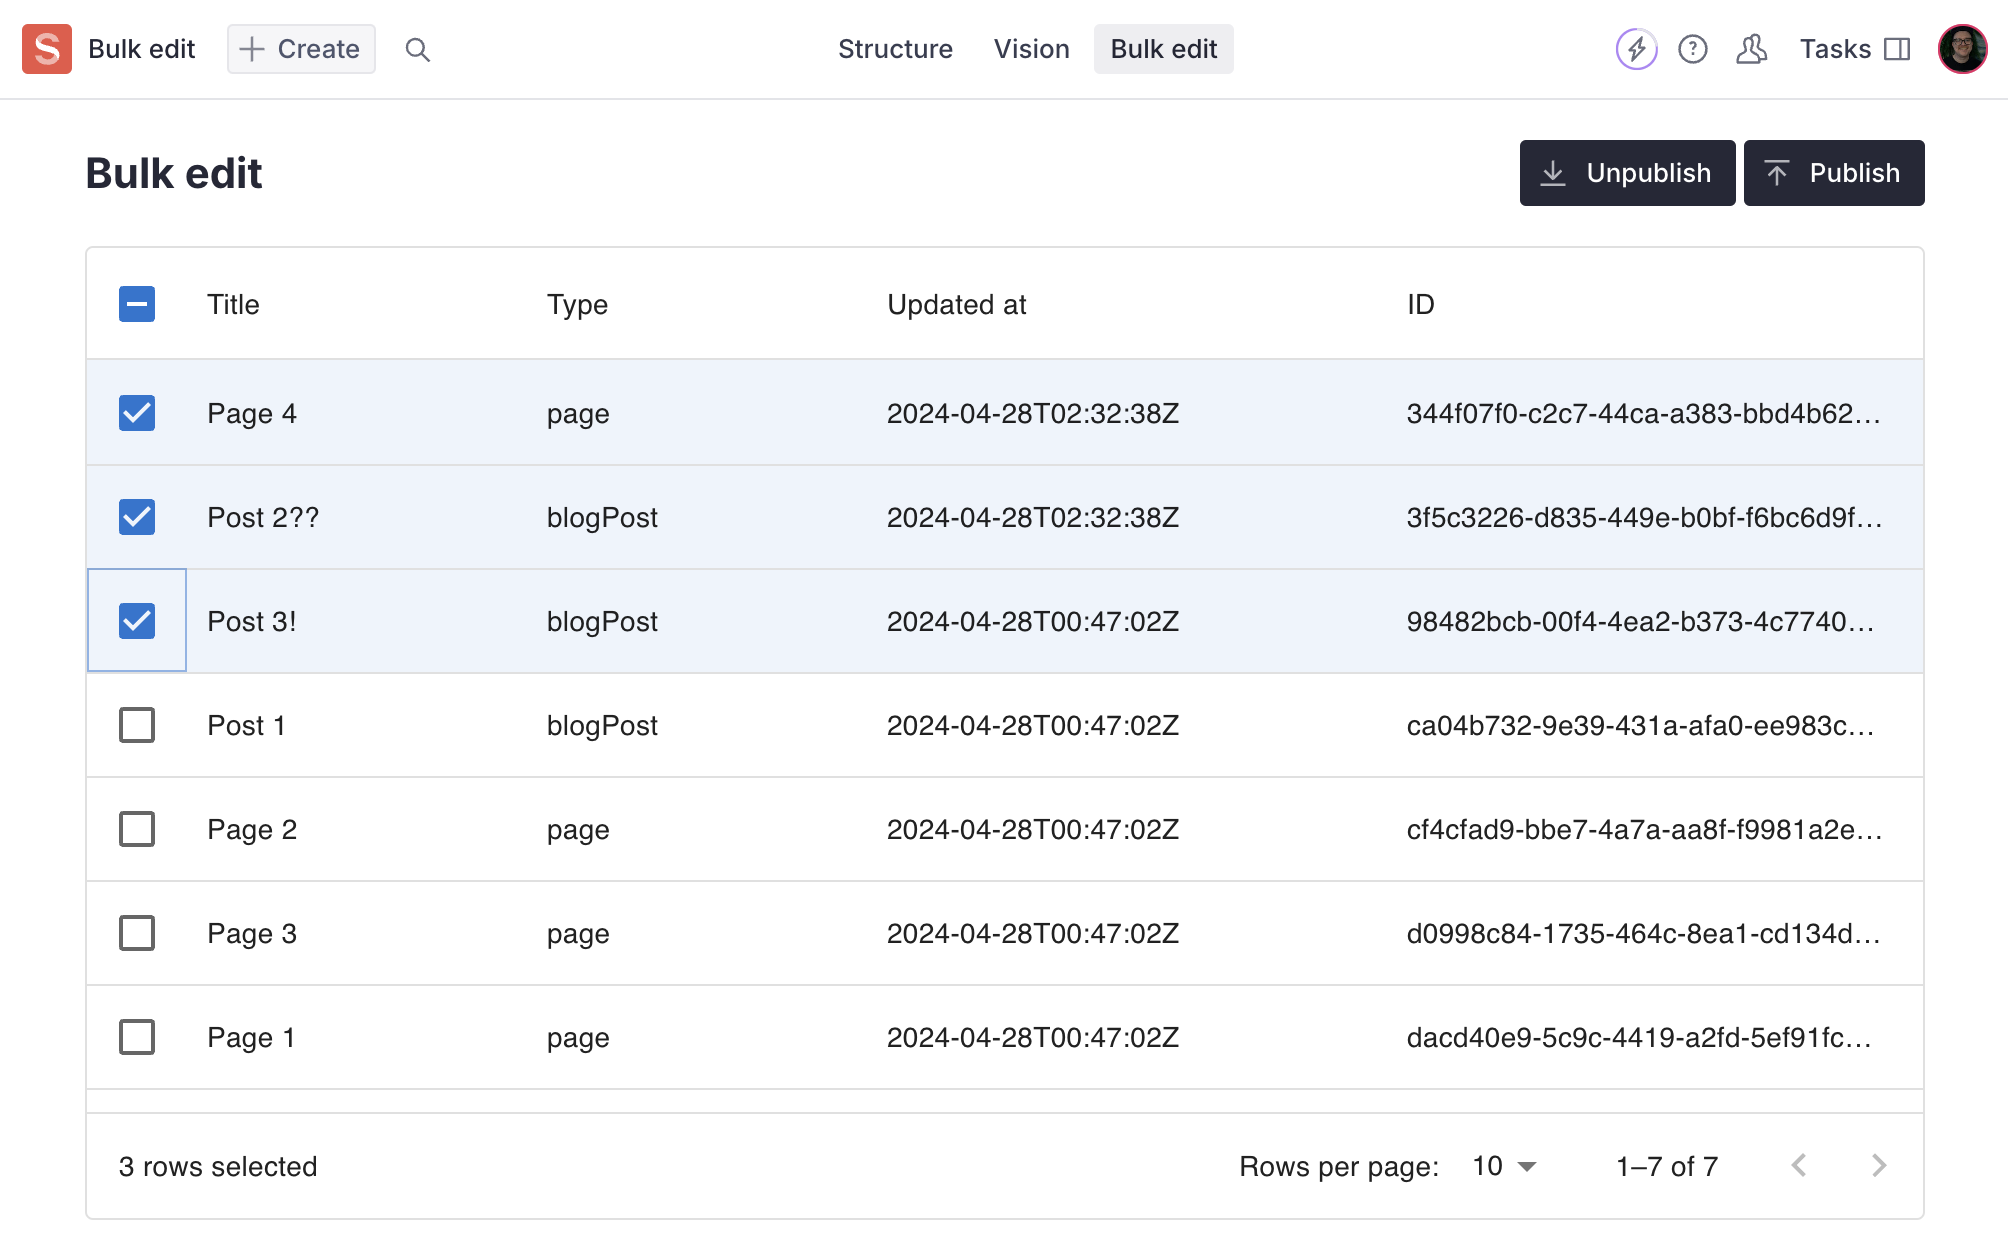 S Bulk edit Create Structure Vision Bulk edit ? Tasks
Bulk edit Unpublish Publish
Title Type Updated at ID
Page 4 page 2024-04-28T02:32:38Z 344f07f0-c2c7-44ca-a383-bbd4b62…
Post 2?? blogPost 2024-04-28T02:32:38Z 3f5c3226-d835-449e-b0bf-f6bc6d9f…
Post 3! blogPost 2024-04-28T00:47:02Z 98482bcb-00f4-4ea2-b373-4c7740…
Post 1 blogPost 2024-04-28T00:47:02Z ca04b732-9e39-431a-afa0-ee983c…
Page 2 page 2024-04-28T00:47:02Z cf4cfad9-bbe7-4a7a-aa8f-f9981a2e…
Page 3 page 2024-04-28T00:47:02Z d0998c84-1735-464c-8ea1-cd134d…
Page 1 page 2024-04-28T00:47:02Z dacd40e9-5c9c-4419-a2fd-5ef91fc…
3 rows selected Rows per page: 10 1–7 of 7